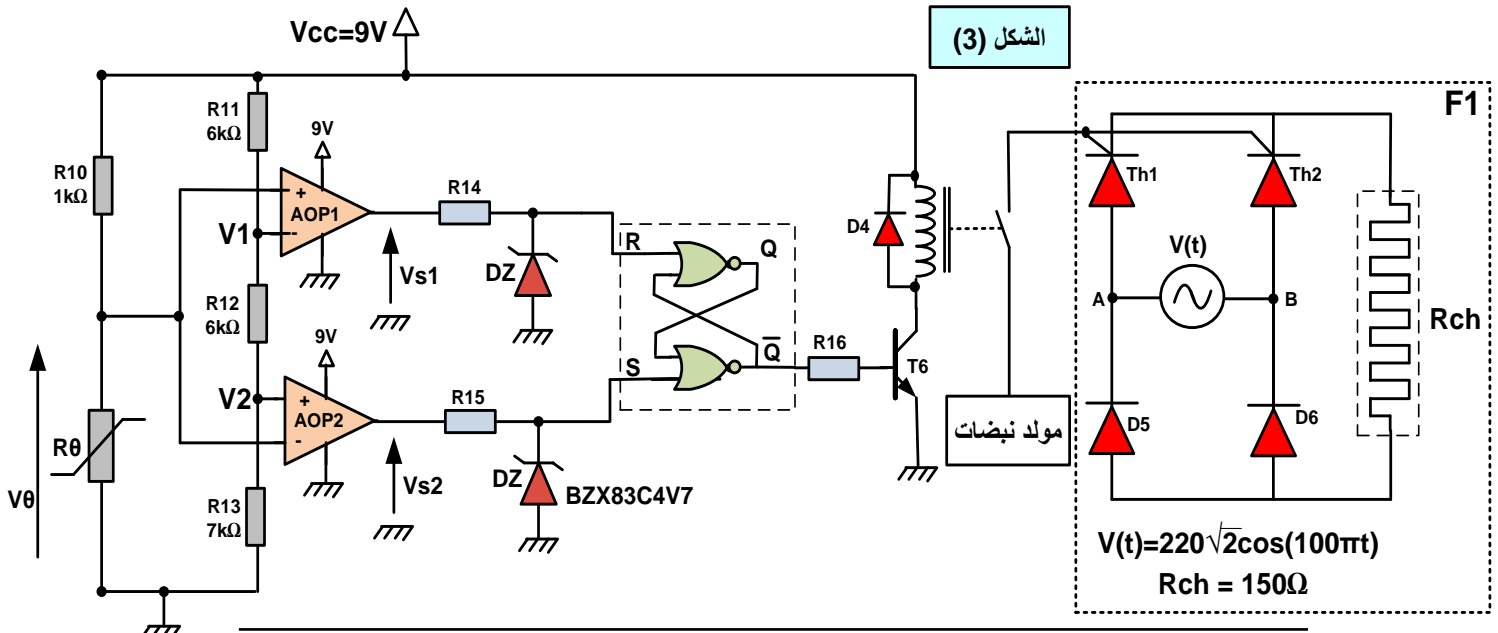 Vcc=9V
الشكل (3)
F1
R11
6kΩ
9V
R10
1kΩ
+
AOP1
-
R14
V1
Vs1
DZ
R
Q
S
Q̅
D4
Th1
Th2
V(t)
A
B
Rch
R12
6kΩ
9V
V2
+
AOP2
-
R15
R16
T6
مولد نبضات
D5
D6
Rθ
Vθ
Vs2
DZ
BZX83C4V7
R13
7kΩ
V(t)=220√2cos(100πt)
Rch = 150Ω